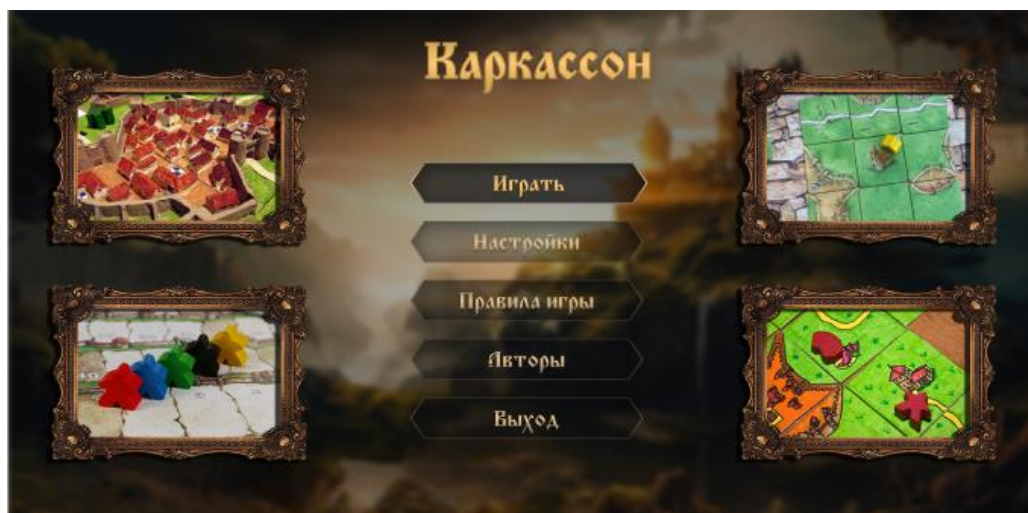 Каркассон
Играть
Настройки
Правила игры
Авторы
Выход